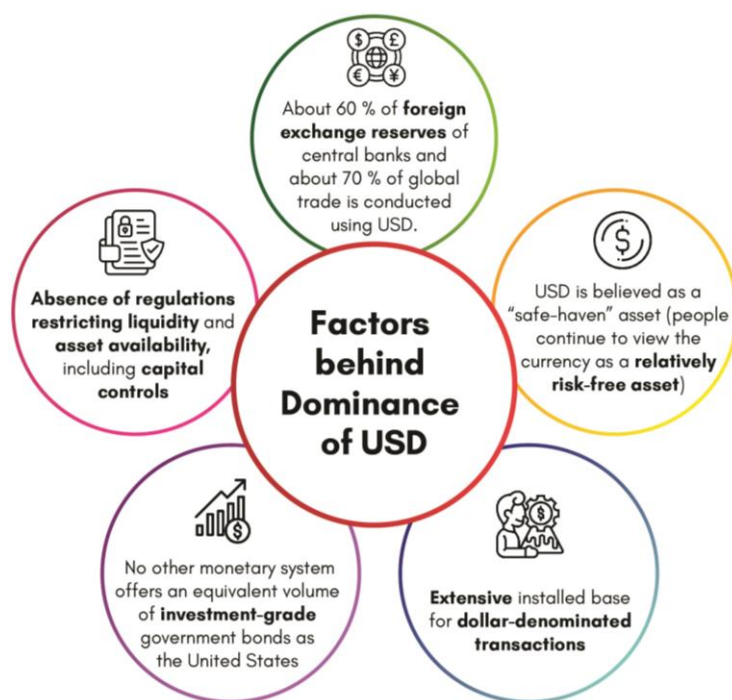 About 60 % of foreign
exchange reserves of
central banks and
about 70 % of global
trade is conducted
using USD.
Absence of regulations
restricting liquidity and
asset availability,
including capital
controls
Factors
behind
Dominance
of USD
USD is believed as a
“safe-haven” asset (people
continue to view the
currency as a relatively
risk-free asset)
No other monetary system
offers an equivalent volume
of investment-grade
government bonds as
the United States
Extensive installed base
for dollar-denominated
transactions